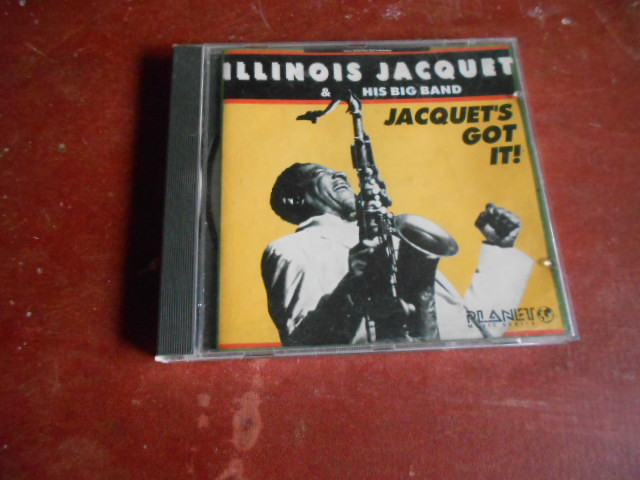 ILLINOIS JACQUET
& HIS BIG BAND
JACQUET'S
GOT
IT!
PLANET